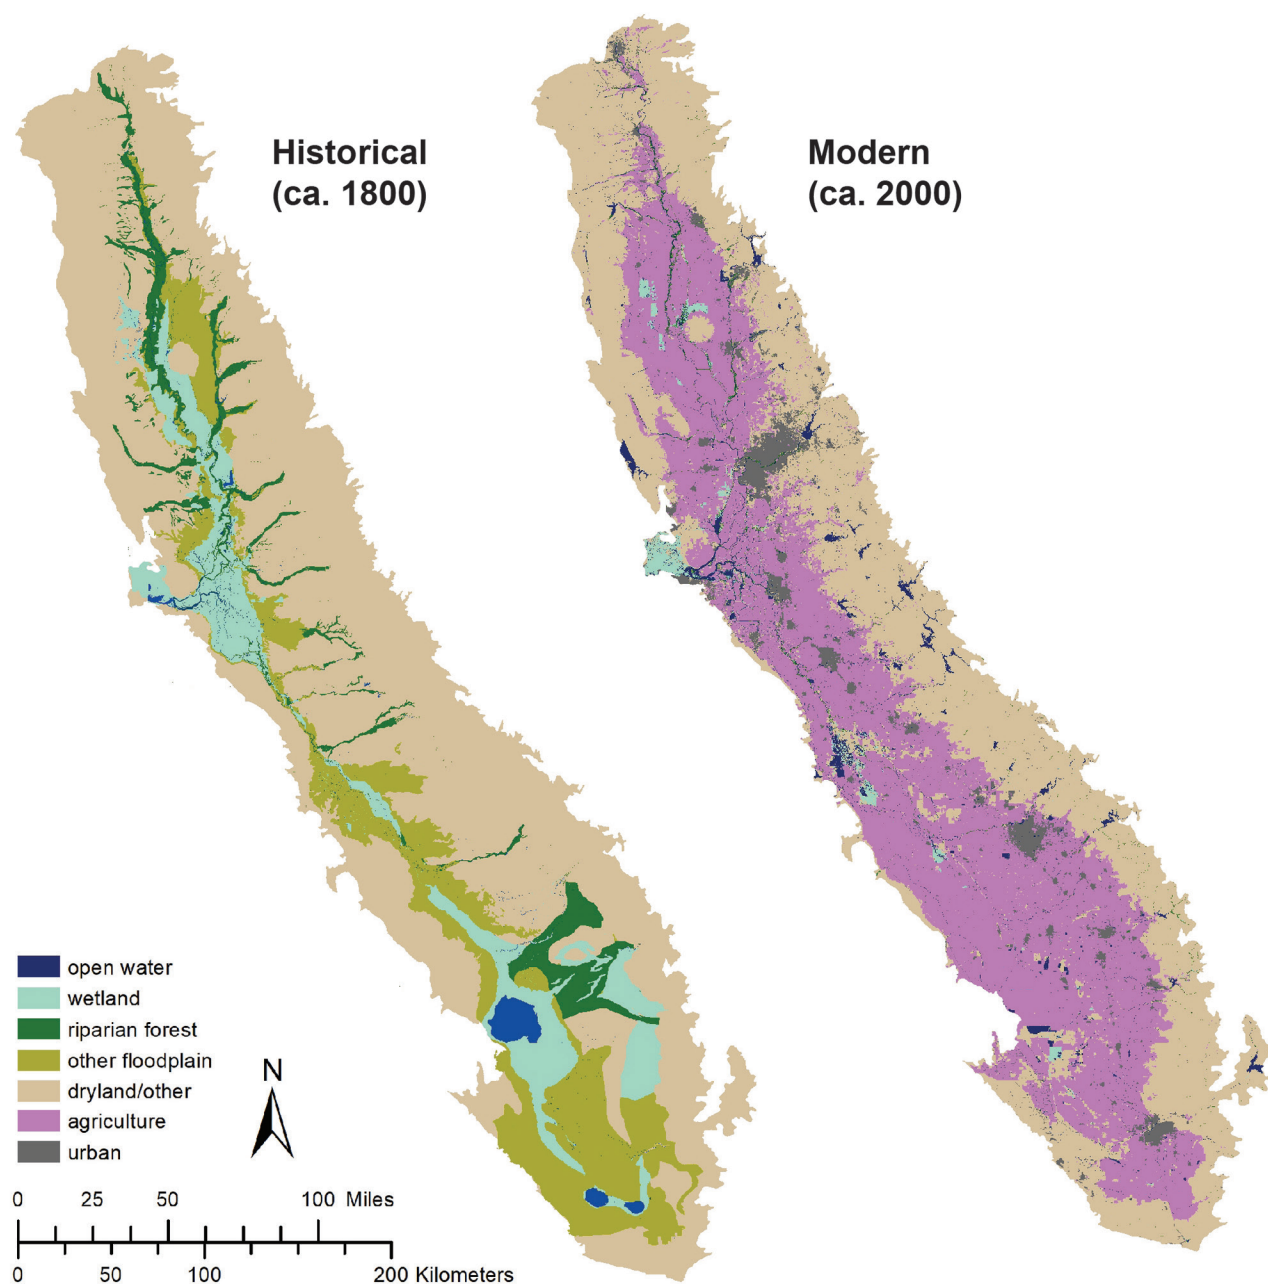 Historical
(ca. 1800)
Modern
(ca. 2000)
open water
wetland
riparian forest
other floodplain
dryland/other
agriculture
urban
N
0 25 50 100 Miles
0 50 100 200 Kilometers